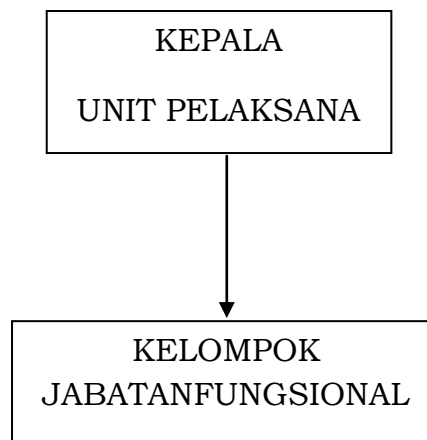 KEPALA
UNIT PELAKSANA
KELOMPOK
JABATANFUNGSIONAL